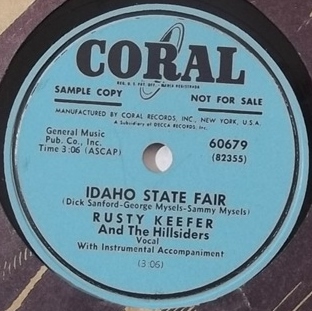 CORAL
REG. U.S. PAT. OFF. - MARCA REGISTRADA
SAMPLE COPY
NOT FOR SALE
MANUFACTURED BY CORAL RECORDS, INC., NEW YORK, U.S.A.
A Subsidiary of DECCA RECORDS, Inc.
General Music
Pub. Co., Inc.
Time 3:06 (ASCAP)
60679
(82355)
IDAHO STATE FAIR
(Dick Sanford-George Mysels-Sammy Mysels)
RUSTY KEEFER
And The Hillsiders
Vocal
With Instrumental Accompaniment
(3:06)